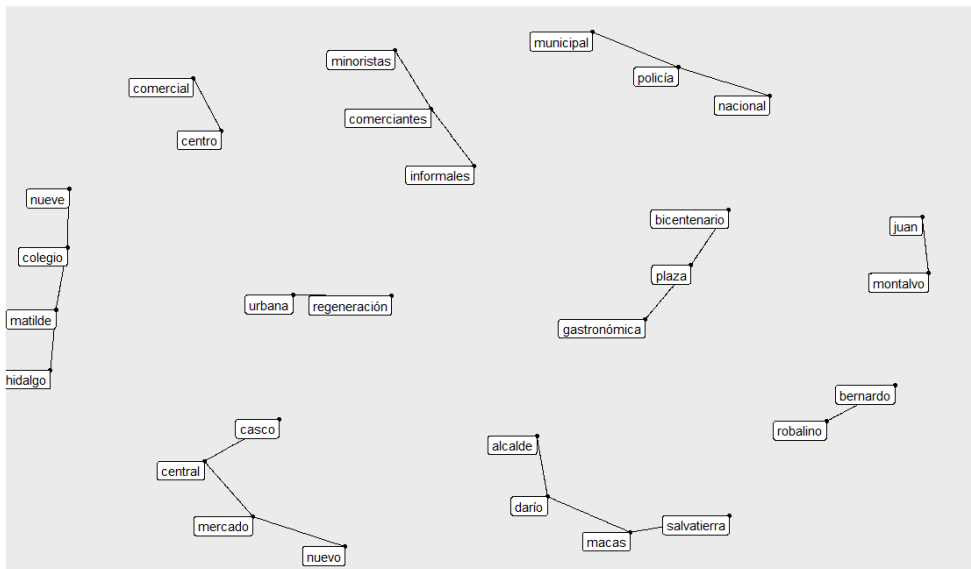 municipal
minoristas
policía
comercial
nacional
comerciantes
centro
informales
nueve
bicentenario
juan
colegio
plaza
montalvo
urbana
regeneración
matilde
gastronómica
hidalgo
bernardo
casco
robalino
alcalde
central
darío
mercado
salvatierra
macas
nuevo